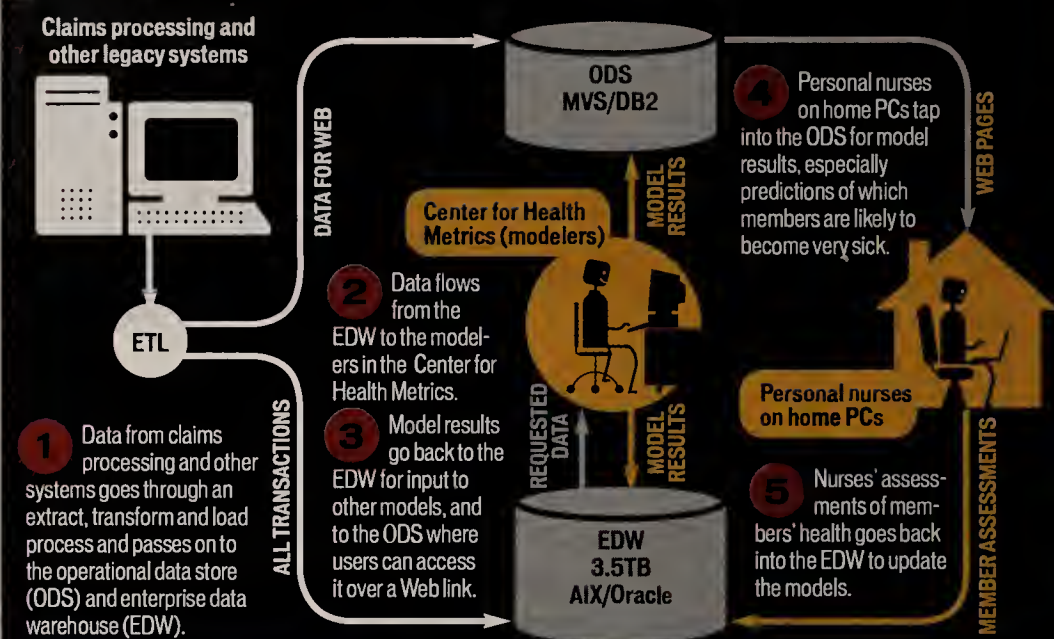 Claims processing and
other legacy systems
ETL
DATA FOR WEB
ALL TRANSACTIONS
1 Data from claims
processing and other
systems goes through an
extract, transform and load
process and passes on to
the operational data store
(ODS) and enterprise data
warehouse (EDW).
2 Data flows
from the
EDW to the model-
ers in the Center for
Health Metrics.
3 Model results
go back to the
EDW for input to
other models, and
to the ODS where
users can access
it over a Web link.
ODS
MVS/DB2
MODEL
RESULTS
Center for Health
Metrics (modelers)
REQUESTED
DATA
MODEL
RESULTS
EDW
3.5TB
AIX/Oracle
4 Personal nurses
on home PCs tap
into the ODS for model
results, especially
predictions of which
members are likely to
become very sick.
WEB PAGES
Personal nurses
on home PCs
5 Nurses' assess-
ments of mem-
bers' health goes back
into the EDW to update
the models.
MEMBER ASSESSMENTS